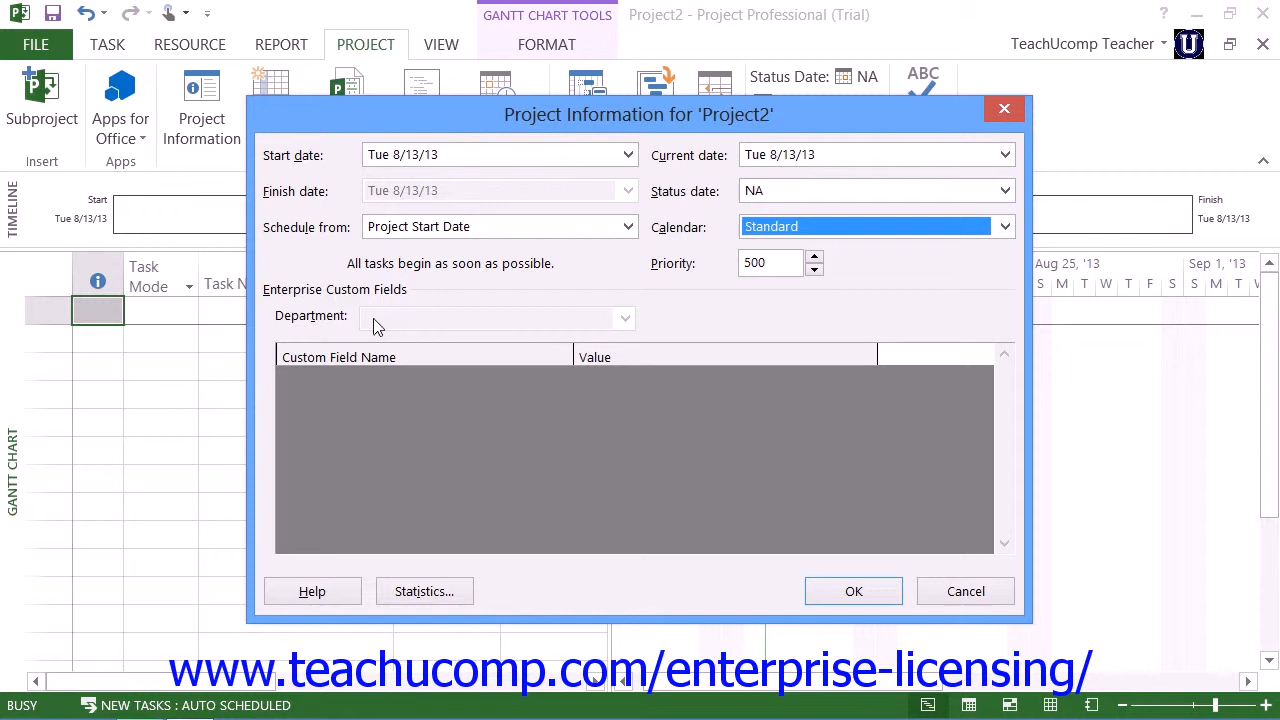 GANTT CHART TOOLS
Project2 - Project Professional (Trial)
FILE TASK RESOURCE REPORT PROJECT VIEW FORMAT
TeachUcomp Teacher
U
Subproject
Apps for Office
Project Information
Status Date: NA
ABC
Insert
Apps
Project Information for 'Project2'
Start date: Tue 8/13/13
Current date: Tue 8/13/13
Finish date: Tue 8/13/13
Status date: NA
Schedule from: Project Start Date
Calendar: Standard
All tasks begin as soon as possible.
Priority: 500
Enterprise Custom Fields
Department:
Custom Field Name Value
Help Statistics... OK Cancel
TIMELINE
Start
Tue 8/13/13
Finish
Tue 8/13/13
Task Mode
Task N
Aug 25, '13
Sep 1, '13
S M T W T F S S M T W
GANTT CHART
www.teachucomp.com/enterprise-licensing/
BUSY
NEW TASKS : AUTO SCHEDULED